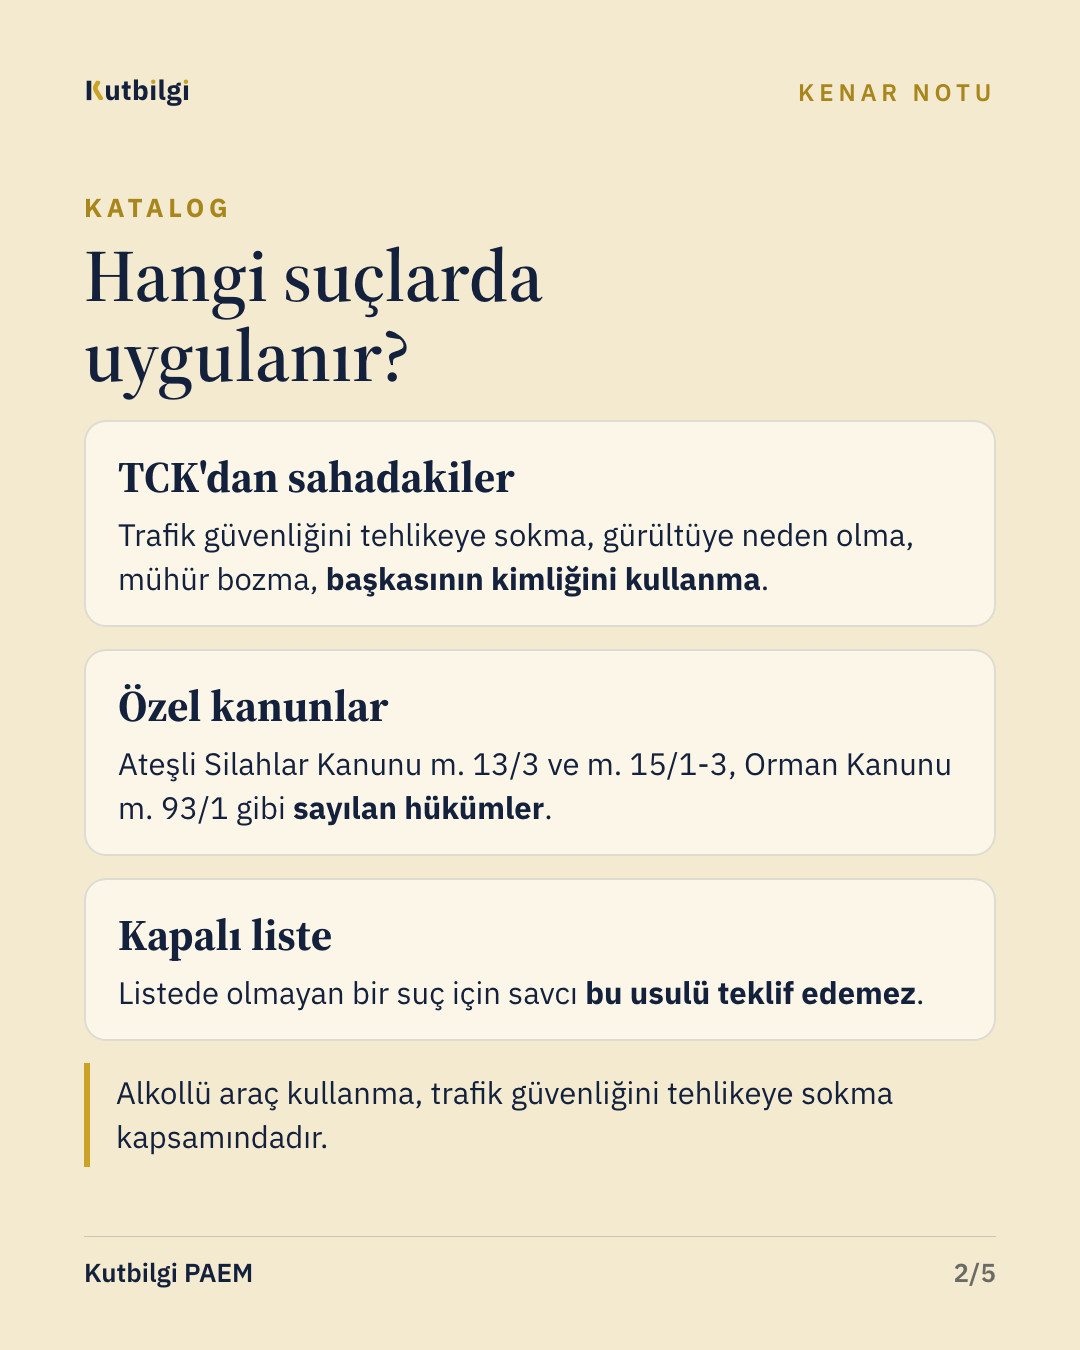 Kutbilgi
KENAR NOTU
KATALOG
Hangi suçlarda
uygulanır?
TCK'dan sahadakiler
Trafik güvenliğini tehlikeye sokma, gürültüye neden olma,
mühür bozma, başkasının kimliğini kullanma.
Özel kanunlar
Ateşli Silahlar Kanunu m. 13/3 ve m. 15/1-3, Orman Kanunu
m. 93/1 gibi sayılan hükümler.
Kapalı liste
Listede olmayan bir suç için savcı bu usulü teklif edemez.
Alkollü araç kullanma, trafik güvenliğini tehlikeye sokma
kapsamındadır.
Kutbilgi PAEM
2/5